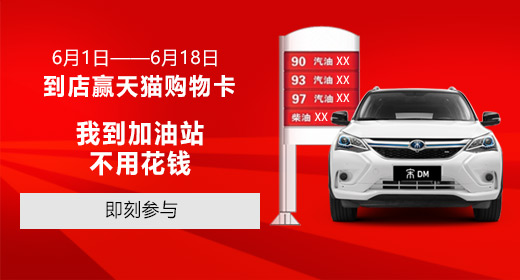 6月1日——6月18日
到店赢天猫购物卡
我到加油站
不用花钱
即刻参与
90 汽油 XX
93 汽油 XX
97 汽油 XX
柴油 XX
宋 DM